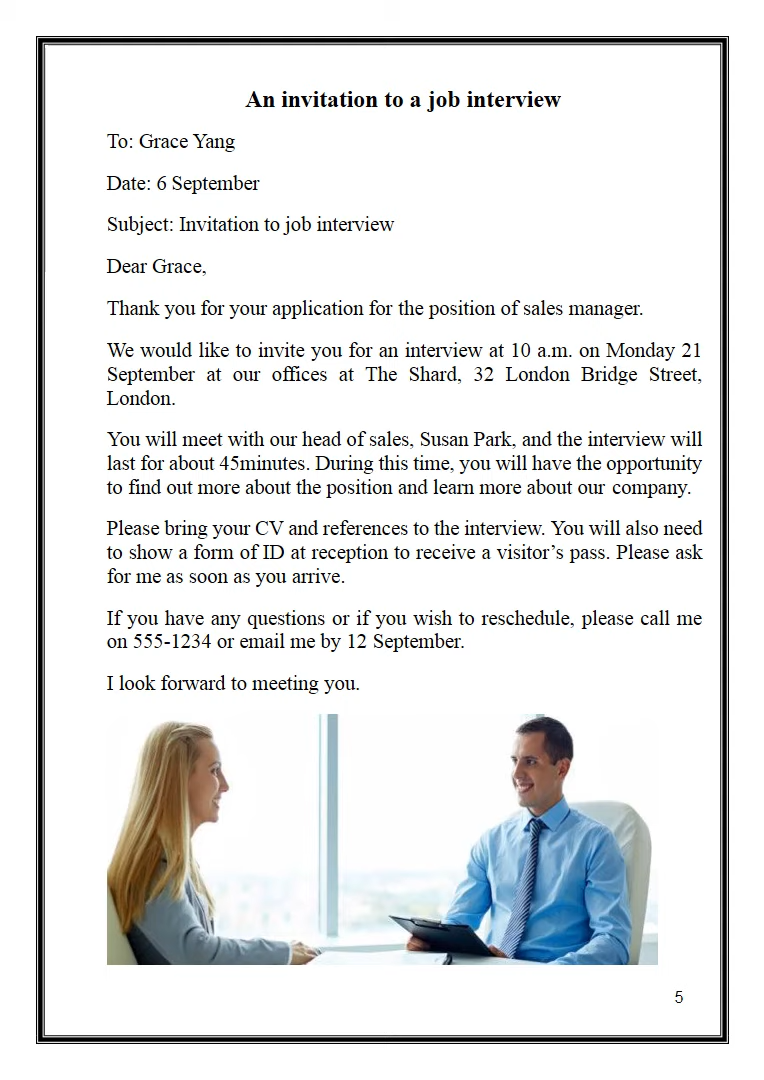 An invitation to a job interview
To: Grace Yang
Date: 6 September
Subject: Invitation to job interview
Dear Grace,
Thank you for your application for the position of sales manager.
We would like to invite you for an interview at 10 a.m. on Monday 21
September at our offices at The Shard, 32 London Bridge Street,
London.
You will meet with our head of sales, Susan Park, and the interview will
last for about 45minutes. During this time, you will have the opportunity
to find out more about the position and learn more about our company.
Please bring your CV and references to the interview. You will also need
to show a form of ID at reception to receive a visitor’s pass. Please ask
for me as soon as you arrive.
If you have any questions or if you wish to reschedule, please call me
on 555-1234 or email me by 12 September.
I look forward to meeting you.
5